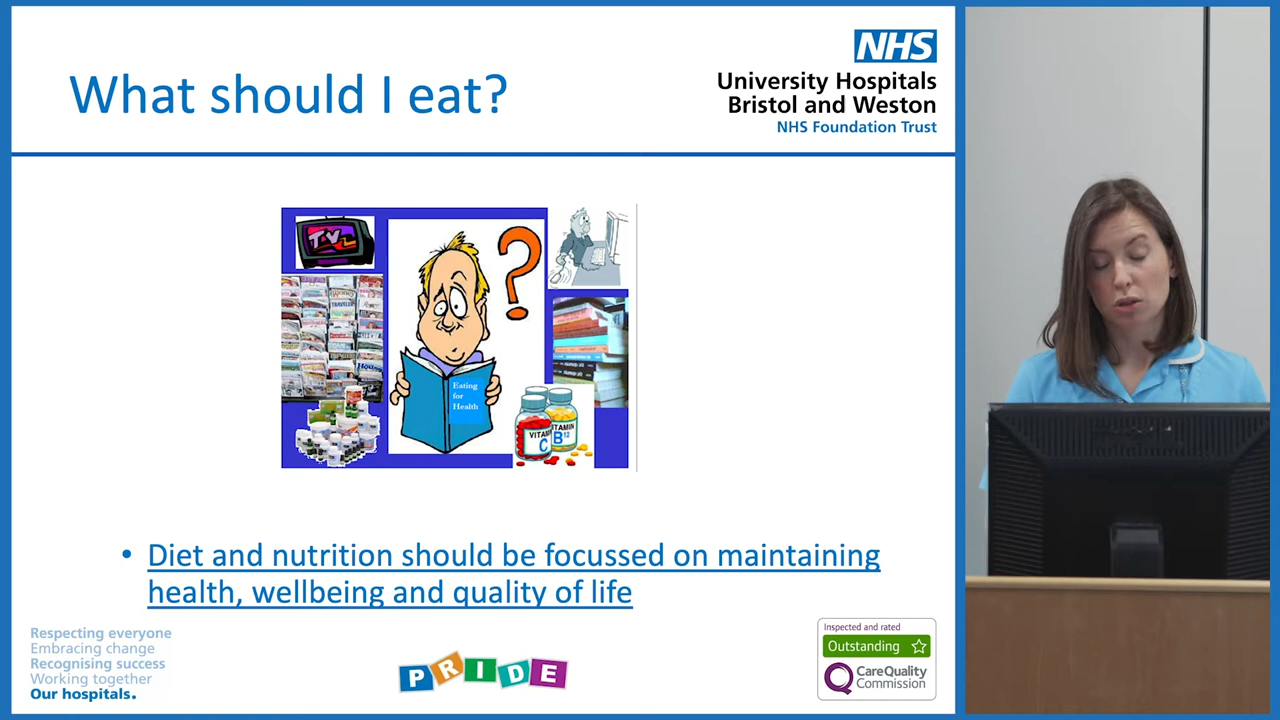 What should I eat?
NHS
University Hospitals
Bristol and Weston
NHS Foundation Trust
TV
Eating
for
Health
VITAMIN
C
VITAMIN
B12
Diet and nutrition should be focussed on maintaining
health, wellbeing and quality of life
Respecting everyone
Embracing change
Recognising success
Working together
Our hospitals.
PRIDE
Inspected and rated
Outstanding
CareQuality
Commission